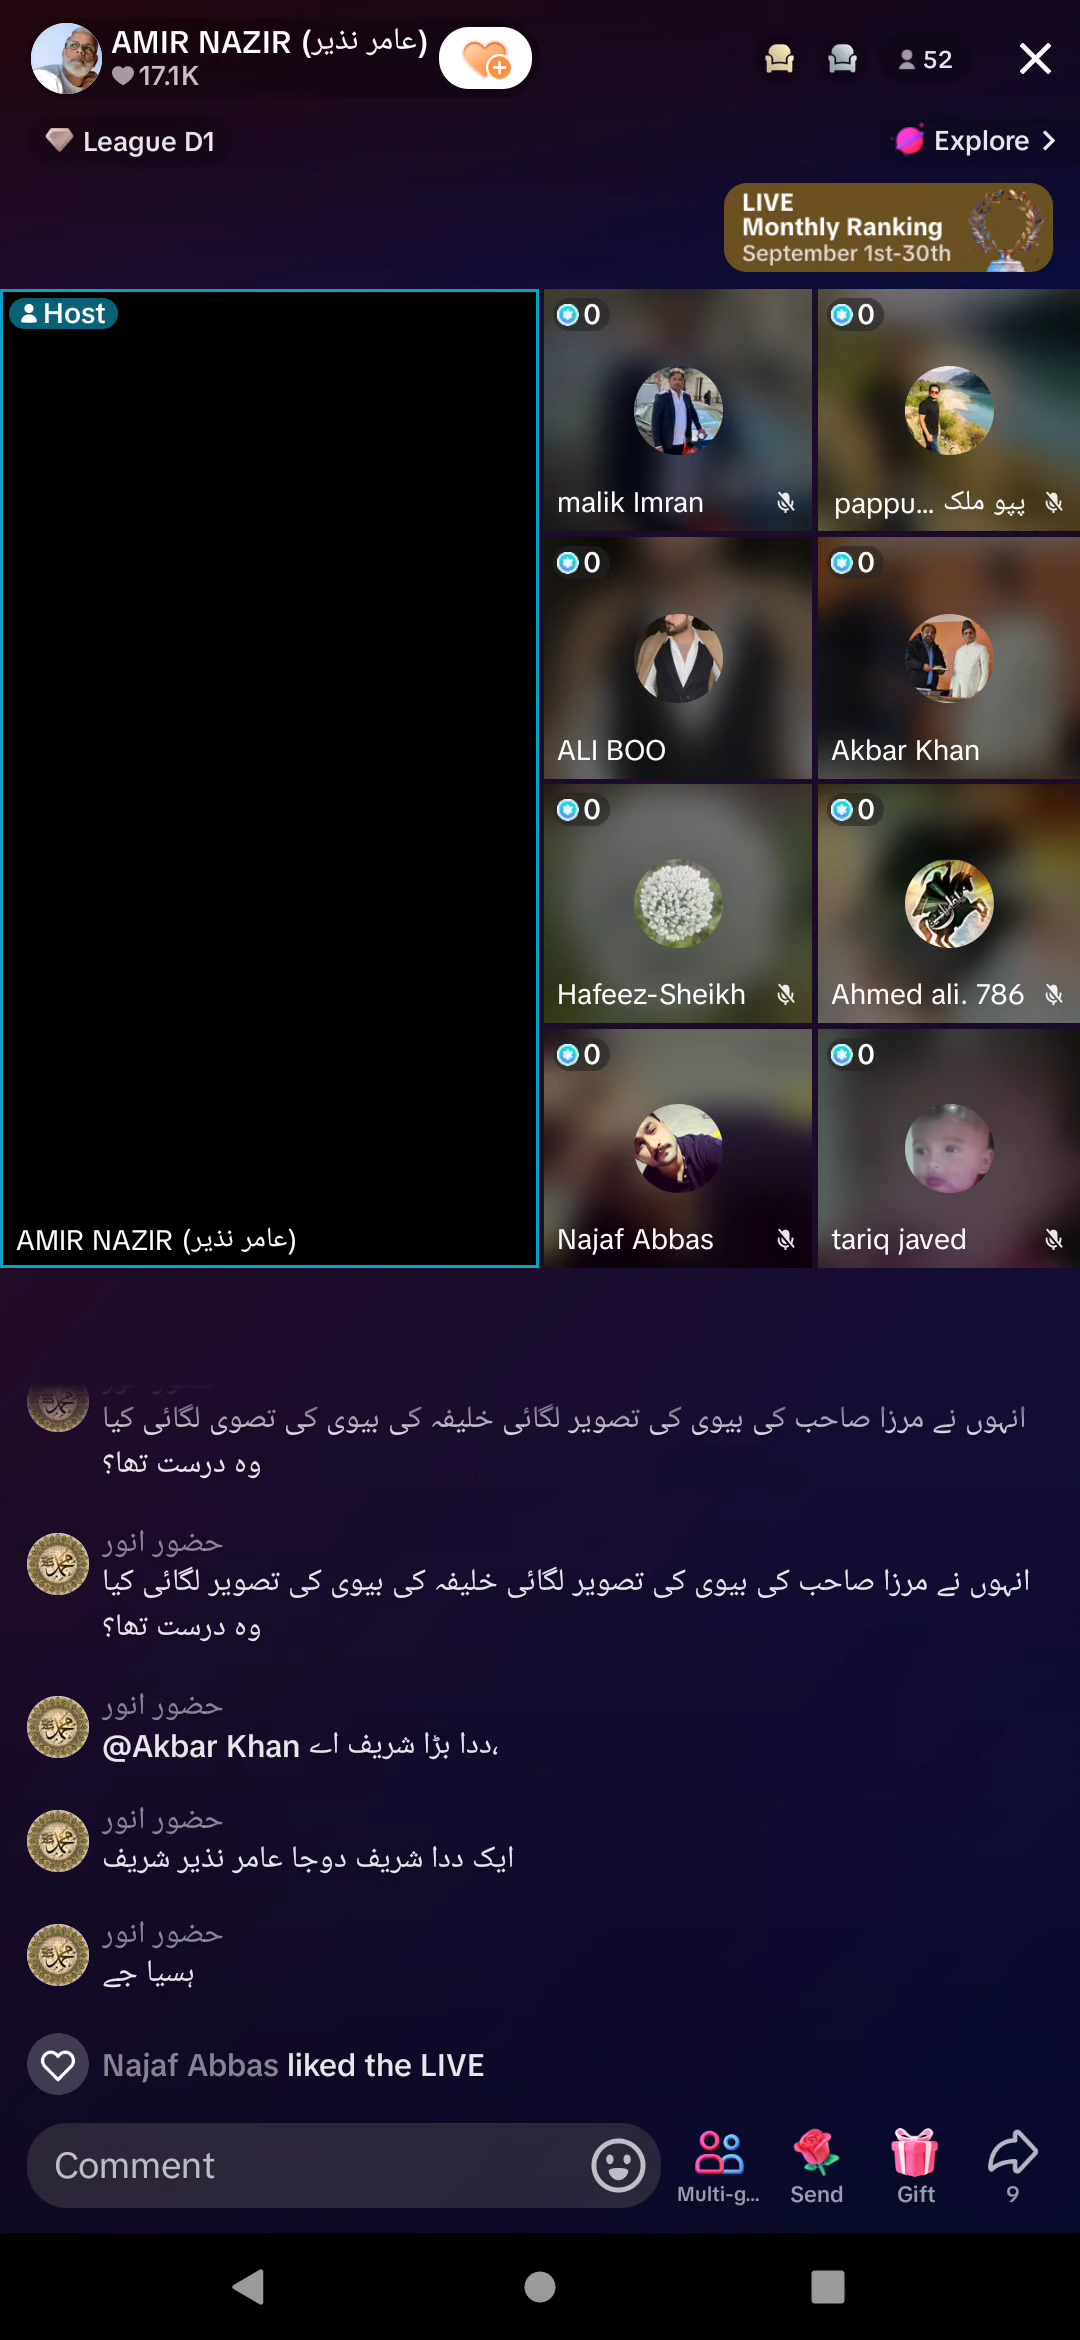 AMIR NAZIR (عامر نذیر)
17.1K
52
League D1
Explore
LIVE
Monthly Ranking
September 1st-30th
Host
AMIR NAZIR (عامر نذیر)
0
malik Imran
0
pappu... پپو ملک
0
ALI BOO
0
Akbar Khan
0
Hafeez-Sheikh
0
Ahmed ali. 786
0
Najaf Abbas
0
tariq javed
انہوں نے مرزا صاحب کی بیوی کی تصویر لگائی خلیفہ کی بیوی کی تصوی لگائی کیا
وہ درست تھا؟
حضور انور
انہوں نے مرزا صاحب کی بیوی کی تصویر لگائی خلیفہ کی بیوی کی تصویر لگائی کیا
وہ درست تھا؟
حضور انور
@Akbar Khan ددا بڑا شریف اے،
حضور انور
ایک ددا شریف دوجا عامر نذیر شریف
حضور انور
ہسیا جے
Najaf Abbas liked the LIVE
Comment
Multi-g...
Send
Gift
9